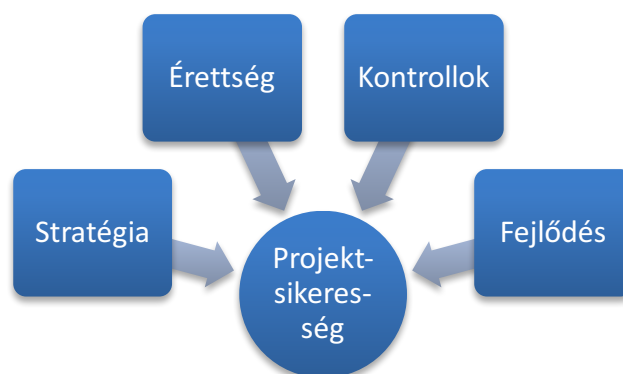 Érettség
Kontrollok
Stratégia
Fejlődés
Projekt-
sikeres-
ség